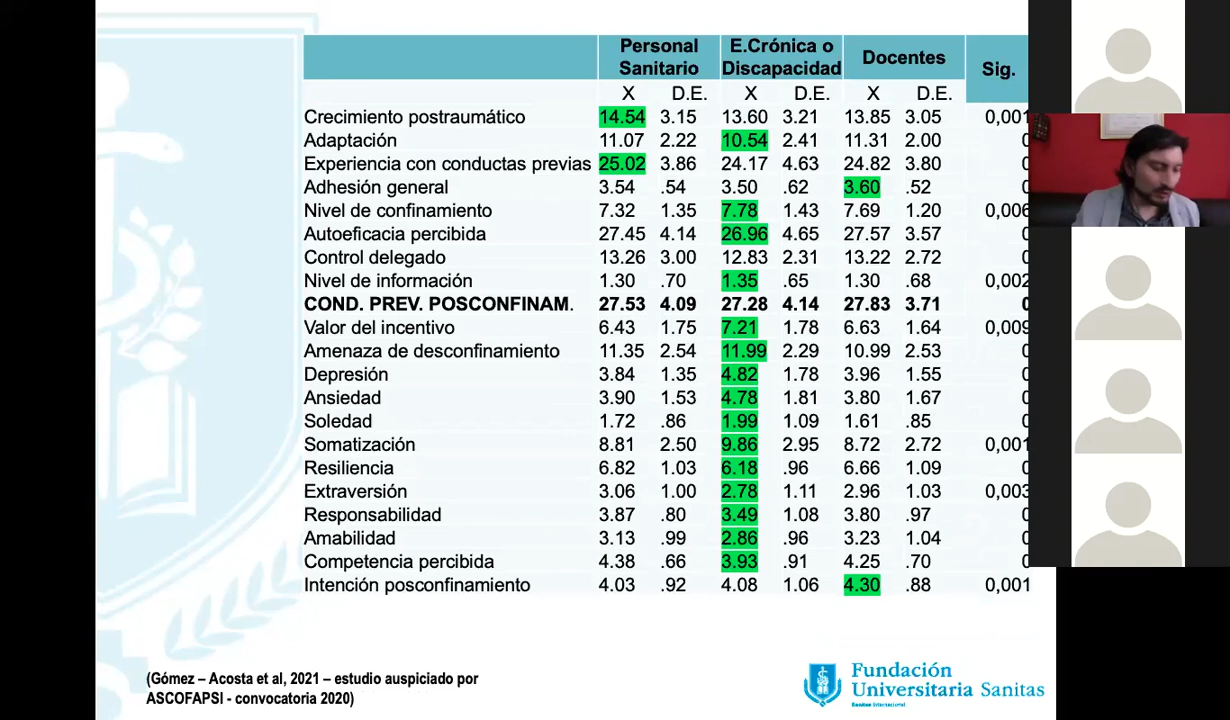 Personal Sanitario E.Crónica o Discapacidad Docentes Sig.
X D.E. X D.E. X D.E.
Crecimiento postraumático 14.54 3.15 13.60 3.21 13.85 3.05 0,001
Adaptación 11.07 2.22 10.54 2.41 11.31 2.00 0
Experiencia con conductas previas 25.02 3.86 24.17 4.63 24.82 3.80 0
Adhesión general 3.54 .54 3.50 .62 3.60 .52 0
Nivel de confinamiento 7.32 1.35 7.78 1.43 7.69 1.20 0,006
Autoeficacia percibida 27.45 4.14 26.96 4.65 27.57 3.57 0
Control delegado 13.26 3.00 12.83 2.31 13.22 2.72 0
Nivel de información 1.30 .70 1.35 .65 1.30 .68 0,002
COND. PREV. POSCONFINAM. 27.53 4.09 27.28 4.14 27.83 3.71 0
Valor del incentivo 6.43 1.75 7.21 1.78 6.63 1.64 0,009
Amenaza de desconfinamiento 11.35 2.54 11.99 2.29 10.99 2.53 0
Depresión 3.84 1.35 4.82 1.78 3.96 1.55 0
Ansiedad 3.90 1.53 4.78 1.81 3.80 1.67 0
Soledad 1.72 .86 1.99 1.09 1.61 .85 0
Somatización 8.81 2.50 9.86 2.95 8.72 2.72 0,001
Resiliencia 6.82 1.03 6.18 .96 6.66 1.09 0
Extraversión 3.06 1.00 2.78 1.11 2.96 1.03 0,003
Responsabilidad 3.87 .80 3.49 1.08 3.80 .97 0
Amabilidad 3.13 .99 2.86 .96 3.23 1.04 0
Competencia percibida 4.38 .66 3.93 .91 4.25 .70 0
Intención posconfinamiento 4.03 .92 4.08 1.06 4.30 .88 0,001
(Gómez – Acosta et al, 2021 – estudio auspiciado por
ASCOFAPSI - convocatoria 2020)
Fundación
Universitaria Sanitas
Sanitas Internacional